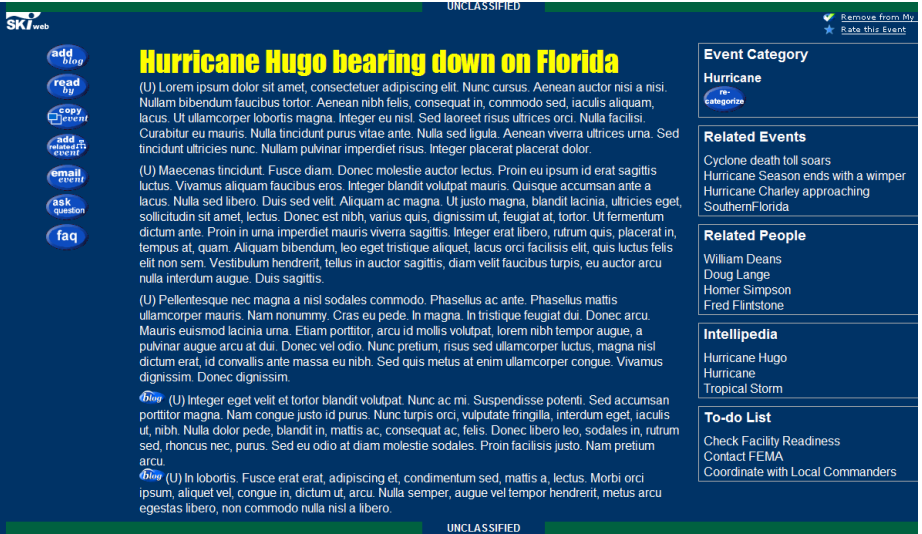 UNCLASSIFIED
SKIweb
Remove from My
Rate this Event
add
blog
read
by
copy
event
add
related
event
email
event
ask
question
faq
Hurricane Hugo bearing down on Florida
(U) Lorem ipsum dolor sit amet, consectetuer adipiscing elit. Nunc cursus. Aenean auctor nisi a nisi.
Nullam bibendum faucibus tortor. Aenean nibh felis, consequat in, commodo sed, iaculis aliquam,
lacus. Ut ullamcorper lobortis magna. Integer eu nisl. Sed laoreet risus ultrices orci. Nulla facilisi.
Curabitur eu mauris. Nulla tincidunt purus vitae ante. Nulla sed ligula. Aenean viverra ultrices urna. Sed
tincidunt ultricies nunc. Nullam pulvinar imperdiet risus. Integer placerat placerat dolor.
(U) Maecenas tincidunt. Fusce diam. Donec molestie auctor lectus. Proin eu ipsum id erat sagittis
luctus. Vivamus aliquam faucibus eros. Integer blandit volutpat mauris. Quisque accumsan ante a
lacus. Nulla sed libero. Duis sed velit. Aliquam ac magna. Ut justo magna, blandit lacinia, ultricies eget,
sollicitudin sit amet, lectus. Donec est nibh, varius quis, dignissim ut, feugiat at, tortor. Ut fermentum
dictum ante. Proin in urna imperdiet mauris viverra sagittis. Integer erat libero, rutrum quis, placerat in,
tempus at, quam. Aliquam bibendum, leo eget tristique aliquet, lacus orci facilisis elit, quis luctus felis
elit non sem. Vestibulum hendrerit, tellus in auctor sagittis, diam velit faucibus turpis, eu auctor arcu
nulla interdum augue. Duis sagittis.
(U) Pellentesque nec magna a nisl sodales commodo. Phasellus ac ante. Phasellus mattis
ullamcorper mauris. Nam nonummy. Cras eu pede. In magna. In tristique feugiat dui. Donec arcu.
Mauris euismod lacinia urna. Etiam porttitor, arcu id mollis volutpat, lorem nibh tempor augue, a
pulvinar augue arcu at dui. Donec vel odio. Nunc pretium, risus sed ullamcorper luctus, magna nisl
dictum erat, id convallis ante massa eu nibh. Sed quis metus at enim ullamcorper congue. Vivamus
dignissim. Donec dignissim.
blog (U) Integer eget velit et tortor blandit volutpat. Nunc ac mi. Suspendisse potenti. Sed accumsan
porttitor magna. Nam congue justo id purus. Nunc turpis orci, vulputate fringilla, interdum eget, iaculis
ut, nibh. Nulla dolor pede, blandit in, mattis ac, consequat ac, felis. Donec libero leo, sodales in, rutrum
sed, rhoncus nec, purus. Sed eu odio at diam molestie sodales. Proin facilisis justo. Nam pretium
arcu.
blog (U) In lobortis. Fusce erat erat, adipiscing et, condimentum sed, mattis a, lectus. Morbi orci
ipsum, aliquet vel, congue in, dictum ut, arcu. Nulla semper, augue vel tempor hendrerit, metus arcu
egestas libero, non commodo nulla nisl a libero.
Event Category
Hurricane
re-
categorize
Related Events
Cyclone death toll soars
Hurricane Season ends with a wimper
Hurricane Charley approaching
SouthernFlorida
Related People
William Deans
Doug Lange
Homer Simpson
Fred Flintstone
Intellipedia
Hurricane Hugo
Hurricane
Tropical Storm
To-do List
Check Facility Readiness
Contact FEMA
Coordinate with Local Commanders
UNCLASSIFIED